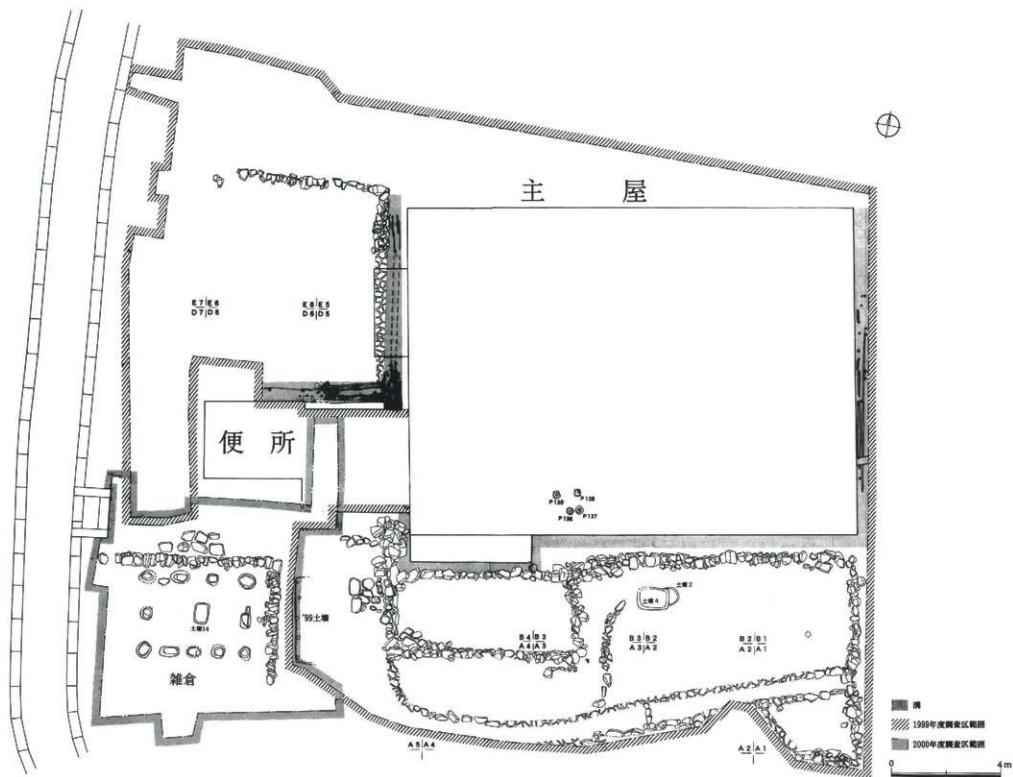 主　屋
E7 E6
D7 D6
E6 E5
D6 D5
便　所
P135
P138
P136
P137
土壙2
土壙4
土壙14
'99土壙
B4 B3
A4 A3
B3 B2
A3 A2
B2 B1
A2 A1
雑倉
A5 A4
A2 A1
溝
1999年度調査区範囲
2000年度調査区範囲
0 4m